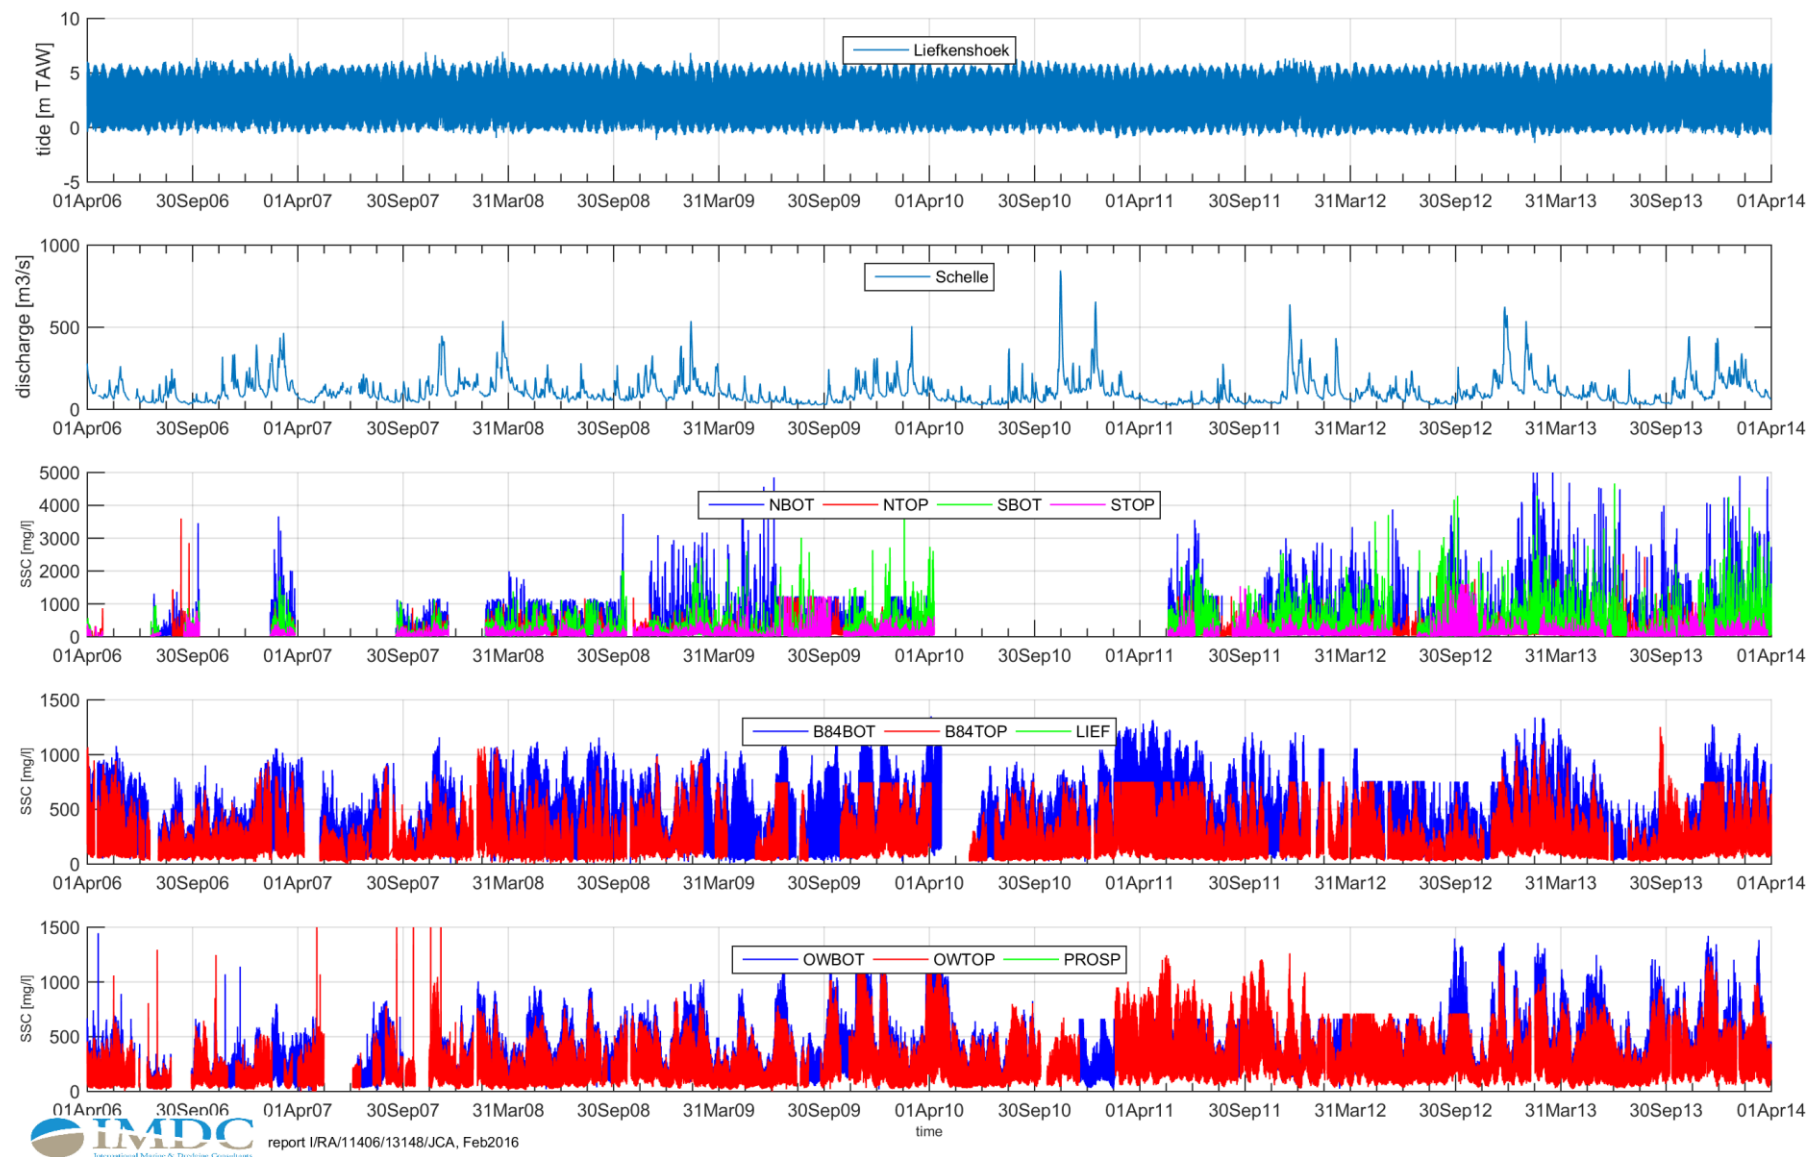 10
5
0
-5
tide [m TAW]
Liefkenshoek
01Apr06 30Sep06 01Apr07 30Sep07 31Mar08 30Sep08 31Mar09 30Sep09 01Apr10 30Sep10 01Apr11 30Sep11 31Mar12 30Sep12 31Mar13 30Sep13 01Apr14
1000
500
0
discharge [m3/s]
Schelle
01Apr06 30Sep06 01Apr07 30Sep07 31Mar08 30Sep08 31Mar09 30Sep09 01Apr10 30Sep10 01Apr11 30Sep11 31Mar12 30Sep12 31Mar13 30Sep13 01Apr14
5000
4000
3000
2000
1000
0
SSC [mg/l]
NBOT NTOP SBOT STOP
01Apr06 30Sep06 01Apr07 30Sep07 31Mar08 30Sep08 31Mar09 30Sep09 01Apr10 30Sep10 01Apr11 30Sep11 31Mar12 30Sep12 31Mar13 30Sep13 01Apr14
1500
1000
500
0
SSC [mg/l]
B84BOT B84TOP LIEF
01Apr06 30Sep06 01Apr07 30Sep07 31Mar08 30Sep08 31Mar09 30Sep09 01Apr10 30Sep10 01Apr11 30Sep11 31Mar12 30Sep12 31Mar13 30Sep13 01Apr14
1500
1000
500
0
SSC [mg/l]
OWBOT OWTOP PROSP
01Apr06 30Sep06 01Apr07 30Sep07 31Mar08 30Sep08 31Mar09 30Sep09 01Apr10 30Sep10 01Apr11 30Sep11 31Mar12 30Sep12 31Mar13 30Sep13 01Apr14
time
IMDC
International Marine & Dredging Consultants
report I/RA/11406/13148/JCA, Feb2016